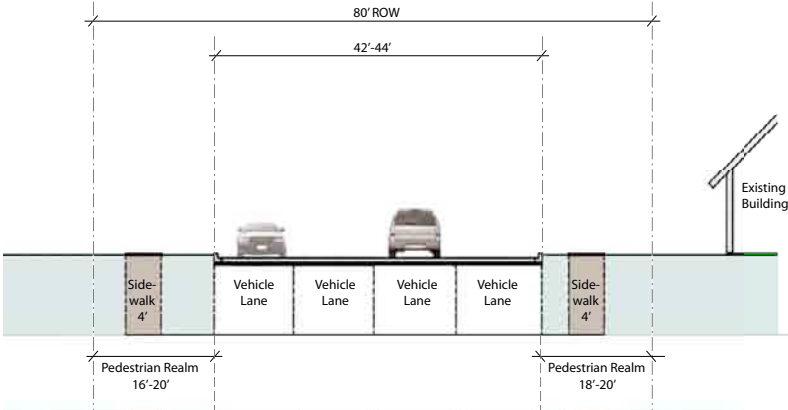 80’ ROW
42’-44’
Existing
Building
Side-
walk
4’
Vehicle
Lane
Vehicle
Lane
Vehicle
Lane
Vehicle
Lane
Side-
walk
4’
Pedestrian Realm
16’-20’
Pedestrian Realm
18’-20’